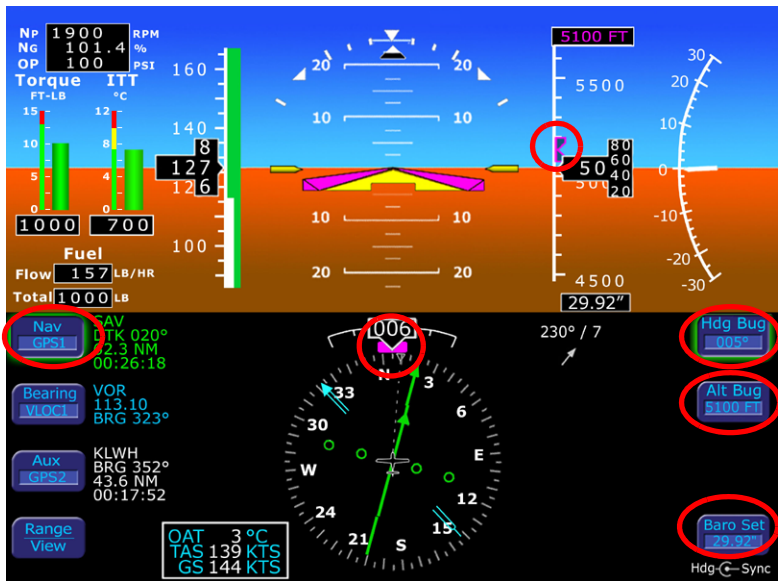 NP 1900 RPM
NG 101.4 %
OP 100 PSI
Torque ITT
FT-LB °C
15 12
10 8
5 4
0 0
1000 700
Fuel
Flow 157 LB/HR
Total 1000 LB
160
140
8
127
6
100
20 20
10 10
10 10
20 20
5100 FT
5500
80
60
50 40
20
4500
29.92"
30
20
10
0
-10
-20
-30
Nav
GPS1
SAV
DTK 020°
62.3 NM
00:26:18
Bearing
VLOC1
VOR
113.10
BRG 323°
Aux
GPS2
KLWH
BRG 352°
43.6 NM
00:17:52
Range
View
OAT 3 °C
TAS 139 KTS
GS 144 KTS
006
N
3
6
E
12
15
S
21
24
W
30
33
230° / 7
Hdg Bug
005°
Alt Bug
5100 FT
Baro Set
29.92"
Hdg Sync